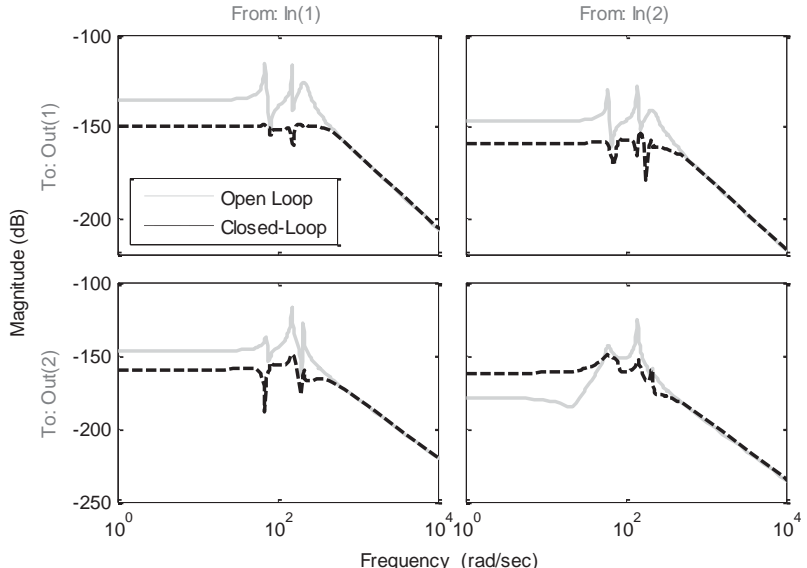 From: In(1)
From: In(2)
-100
-150
-200
To: Out(1)
Open Loop
Closed-Loop
Magnitude (dB)
-100
-150
-200
-250
To: Out(2)
10^0
10^2
10^4
10^0
10^2
10^4
Frequency (rad/sec)